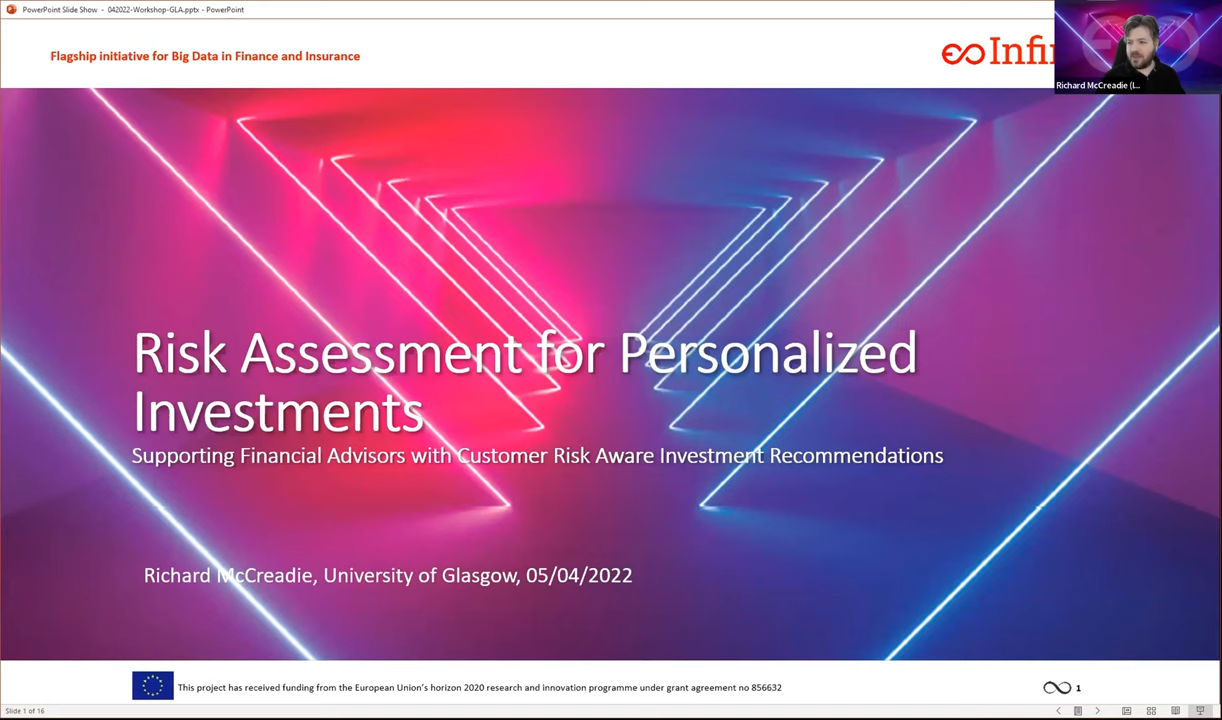 PowerPoint Slide Show - 042022-Workshop-GLA.pptx - PowerPoint
Flagship initiative for Big Data in Finance and Insurance
Infi
Richard McCreadie (I...
Risk Assessment for Personalized
Investments
Supporting Financial Advisors with Customer Risk Aware Investment Recommendations
Richard McCreadie, University of Glasgow, 05/04/2022
This project has received funding from the European Union's horizon 2020 research and innovation programme under grant agreement no 856632
1
Slide 1 of 16